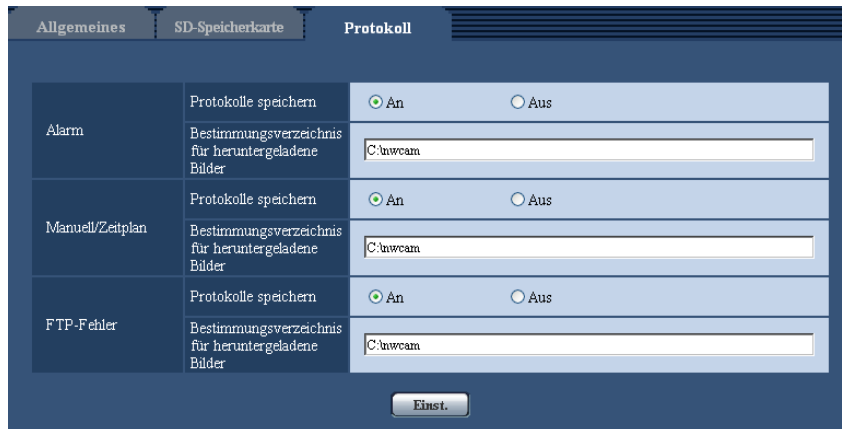 Allgemeines SD-Speicherkarte Protokoll
Alarm
Protokolle speichern An Aus
Bestimmungsverzeichnis
für heruntergeladene
Bilder
C:\nwcam
Manuell/Zeitplan
Protokolle speichern An Aus
Bestimmungsverzeichnis
für heruntergeladene
Bilder
C:\nwcam
FTP-Fehler
Protokolle speichern An Aus
Bestimmungsverzeichnis
für heruntergeladene
Bilder
C:\nwcam
Einst.